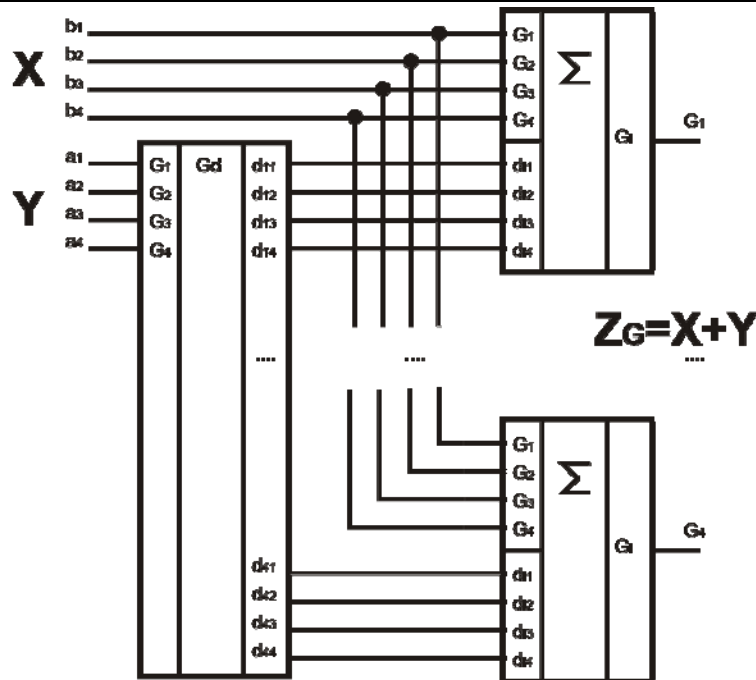 X
b1
b2
b3
b4
Y
a1
a2
a3
a4
G1
G2
G3
G4
Gd
d11
d12
d13
d14
....
d41
d42
d43
d44
....
G1
G2
G3
G4
Σ
di1
di2
di3
di4
Gi
G1
ZG=X+Y
....
G1
G2
G3
G4
Σ
di1
di2
di3
di4
Gi
G4